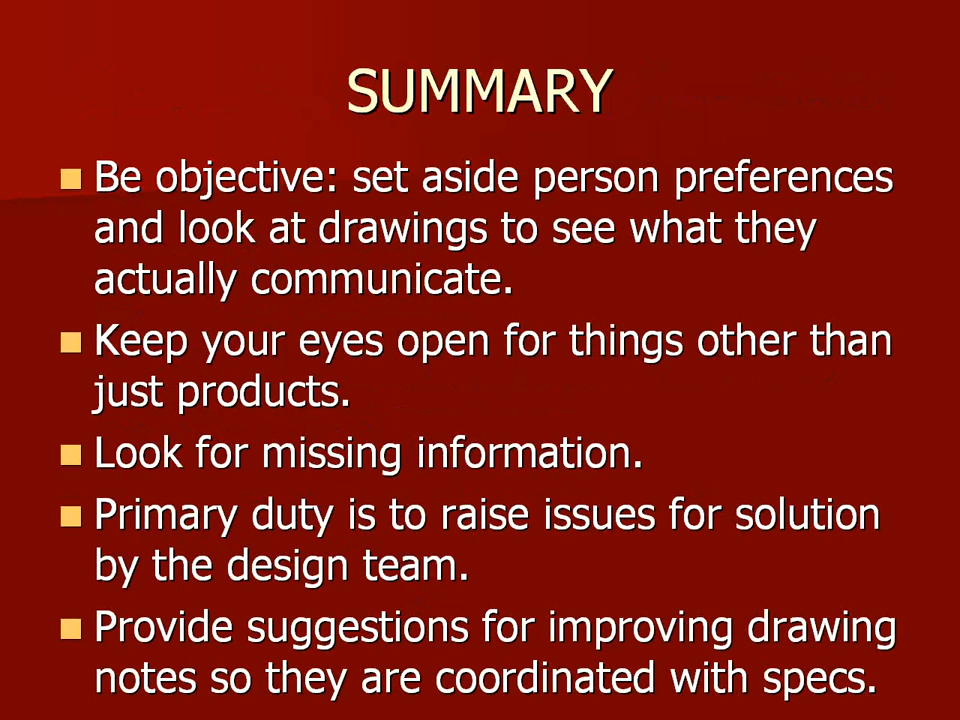 SUMMARY
Be objective: set aside person preferences
and look at drawings to see what they
actually communicate.
Keep your eyes open for things other than
just products.
Look for missing information.
Primary duty is to raise issues for solution
by the design team.
Provide suggestions for improving drawing
notes so they are coordinated with specs.